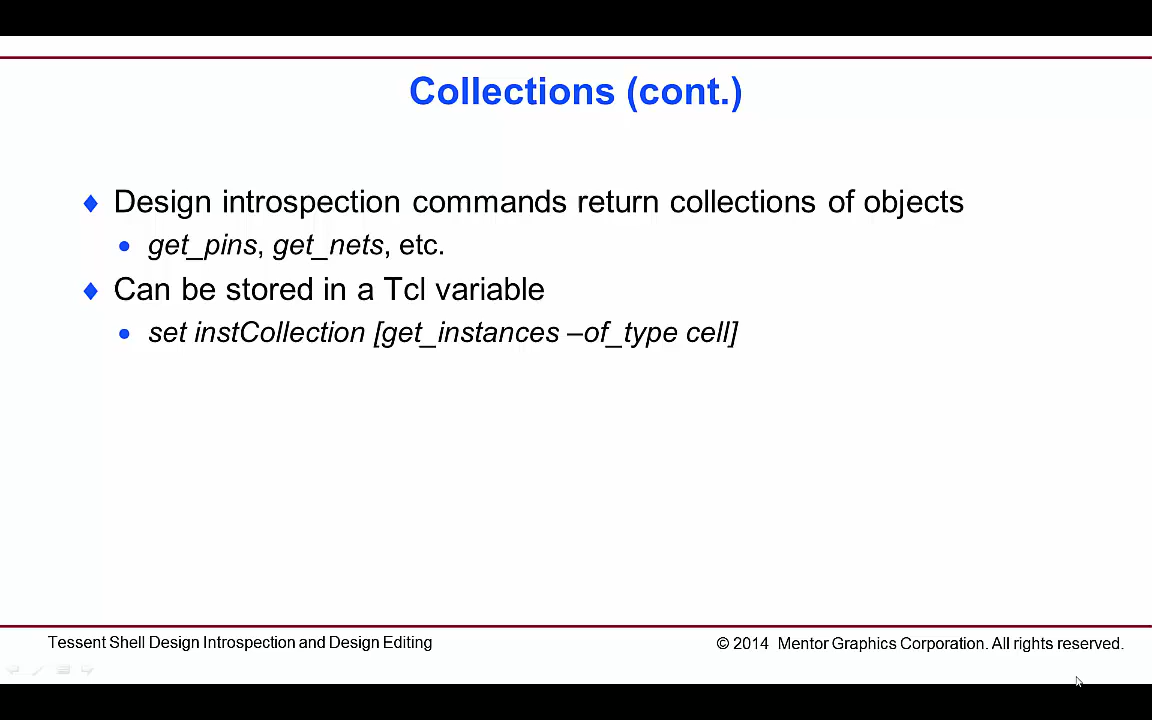 Collections (cont.)
Design introspection commands return collections of objects
get_pins, get_nets, etc.
Can be stored in a Tcl variable
set instCollection [get_instances –of_type cell]
Tessent Shell Design Introspection and Design Editing
© 2014 Mentor Graphics Corporation. All rights reserved.